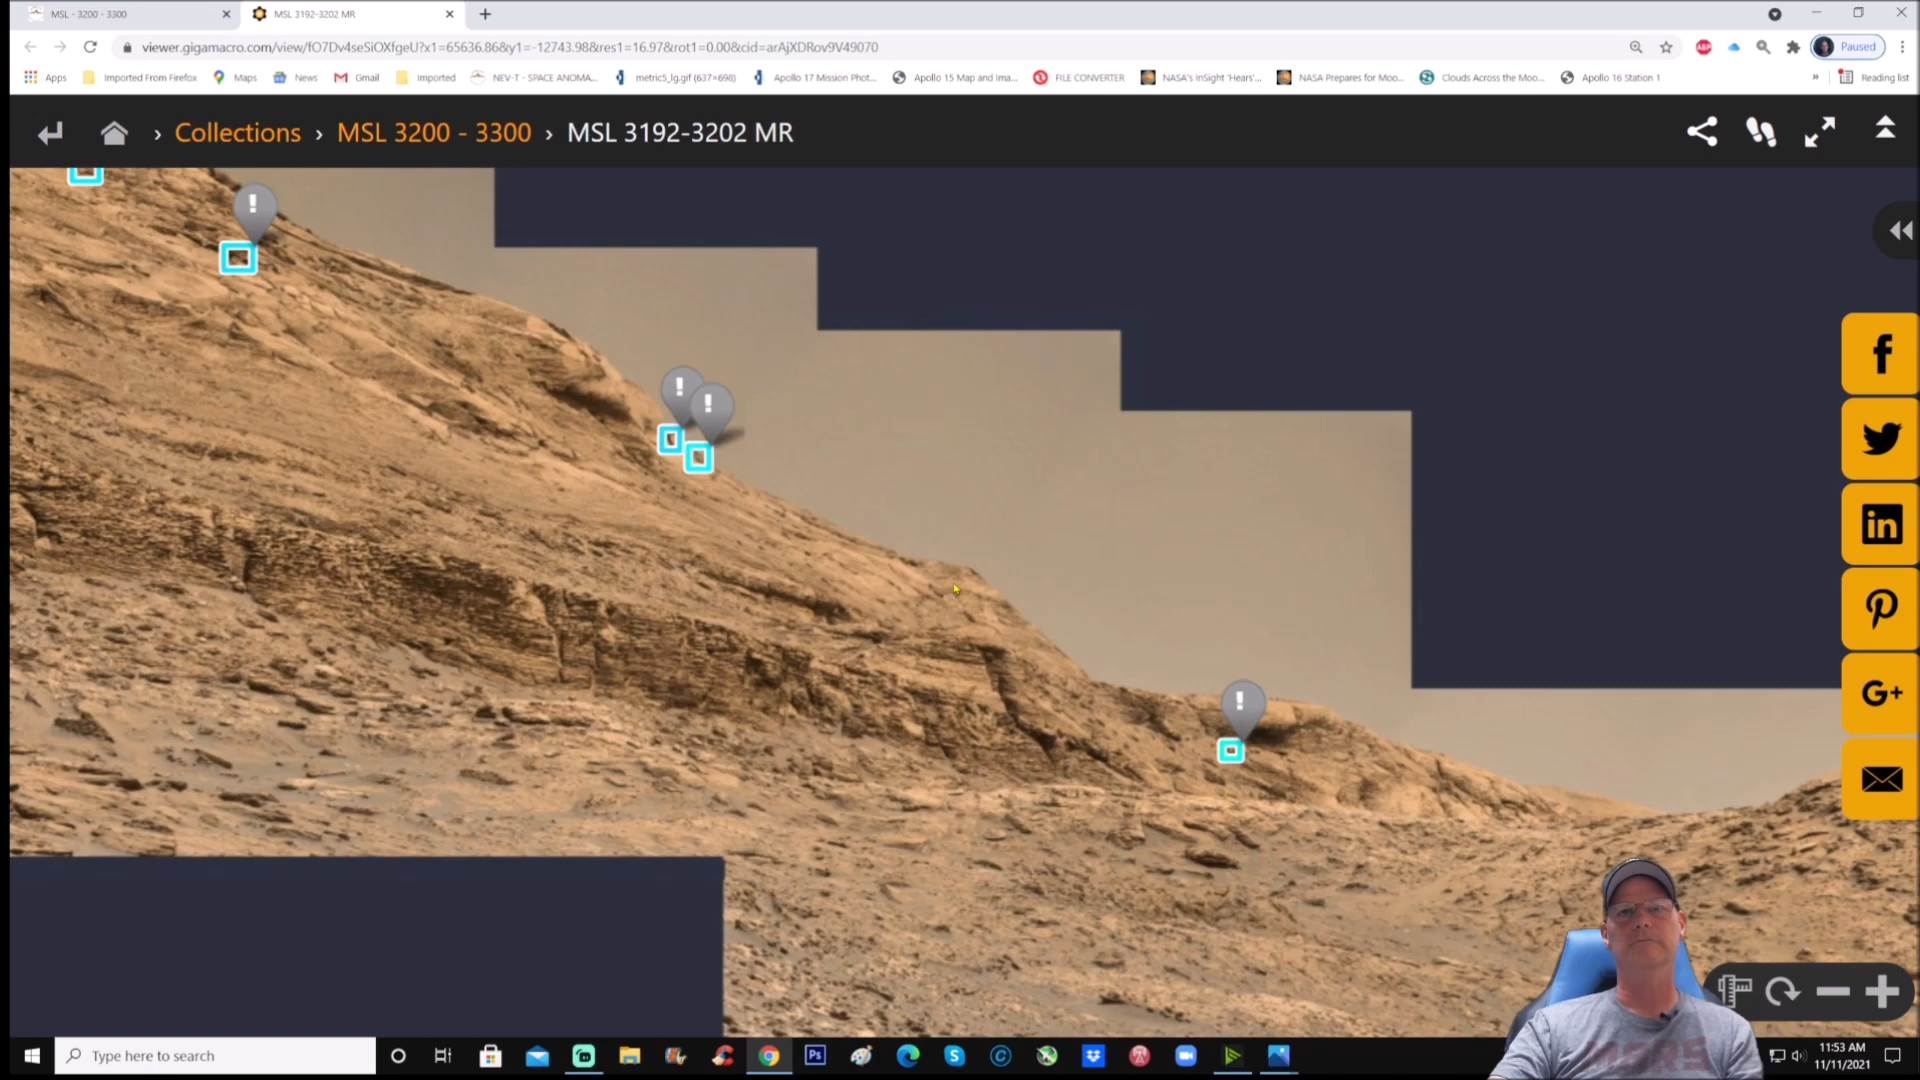 MSL - 3200 - 3300
MSL 3192-3202 MR
viewer.gigamacro.com/view/fO7Dv4seSiOXfgeU?x1=65636.86&y1=-12743.98&res1=16.97&rot1=0.00&cid=arAjXDRov9V49070
ABP
Paused
Apps
Imported From Firefox
Maps
News
Gmail
Imported
NEV-T - SPACE ANOMA...
metric5_lg.gif (637×698)
Apollo 17 Mission Phot...
Apollo 15 Map and Ima...
FILE CONVERTER
NASA's InSight 'Hears'...
NASA Prepares for Moo...
Clouds Across the Moo...
Apollo 16 Station 1
»
Reading list
› Collections › MSL 3200 - 3300 › MSL 3192-3202 MR
!
!
!
!
f
in
G+
MARS
Type here to search
Ps
11:53 AM
11/11/2021